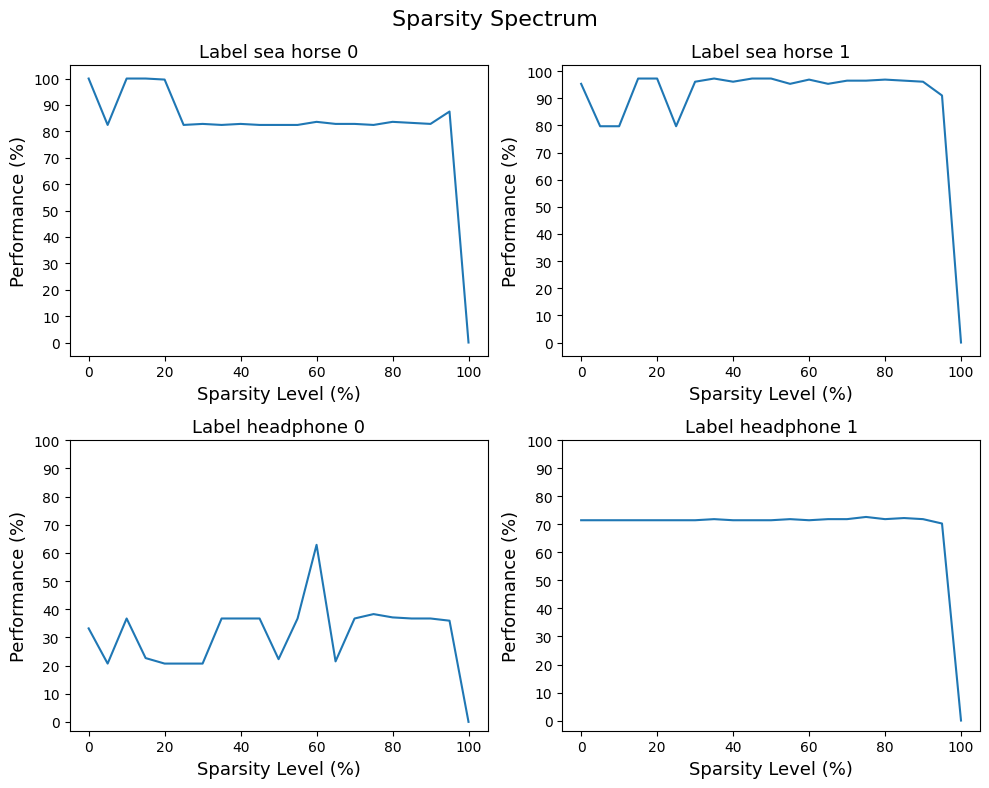 Sparsity Spectrum
Label sea horse 0
100
90
80
70
60
50
40
30
20
10
0
Performance (%)
0 20 40 60 80 100
Sparsity Level (%)
Label sea horse 1
100
90
80
70
60
50
40
30
20
10
0
Performance (%)
0 20 40 60 80 100
Sparsity Level (%)
Label headphone 0
100
90
80
70
60
50
40
30
20
10
0
Performance (%)
0 20 40 60 80 100
Sparsity Level (%)
Label headphone 1
100
90
80
70
60
50
40
30
20
10
0
Performance (%)
0 20 40 60 80 100
Sparsity Level (%)